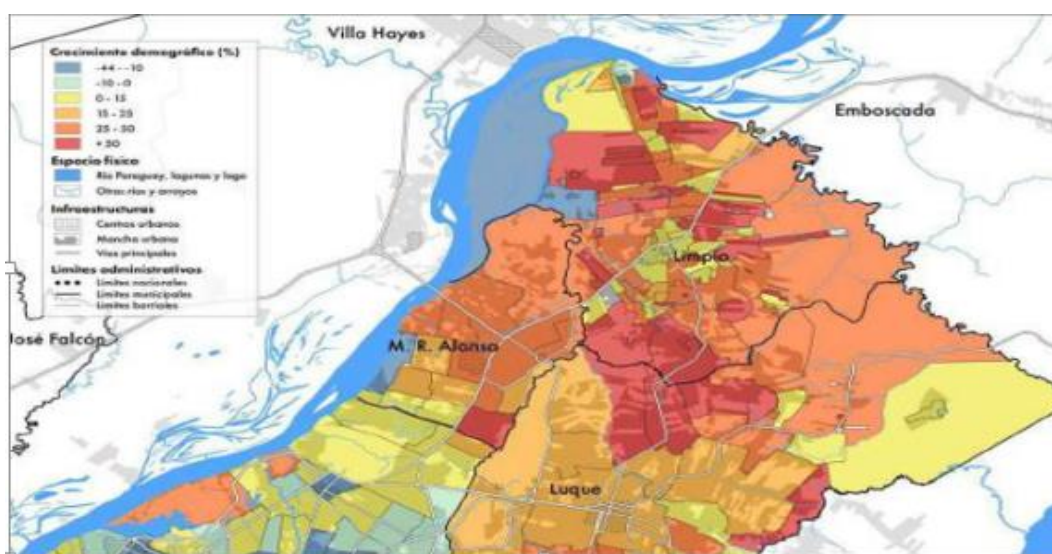 Villa Hayes
Crecimiento demográfico (%)
-44 - -10
-10 - 0
0 - 15
15 - 25
25 - 50
+ 50
Espacio físico
Río Paraguay, lagunas y lago
Otros ríos y arroyos
Infraestructuras
Centros urbanos
Mancha urbana
Vías principales
Límites administrativos
Límites nacionales
Límites municipales
Límites barriales
Emboscada
Limpio
José Falcón
M. R. Alonso
Luque